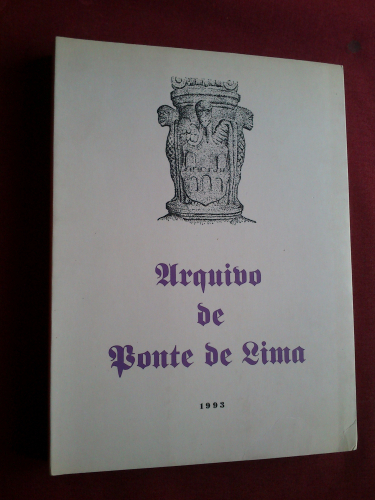 Arquivo
de
Ponte de Lima
1993